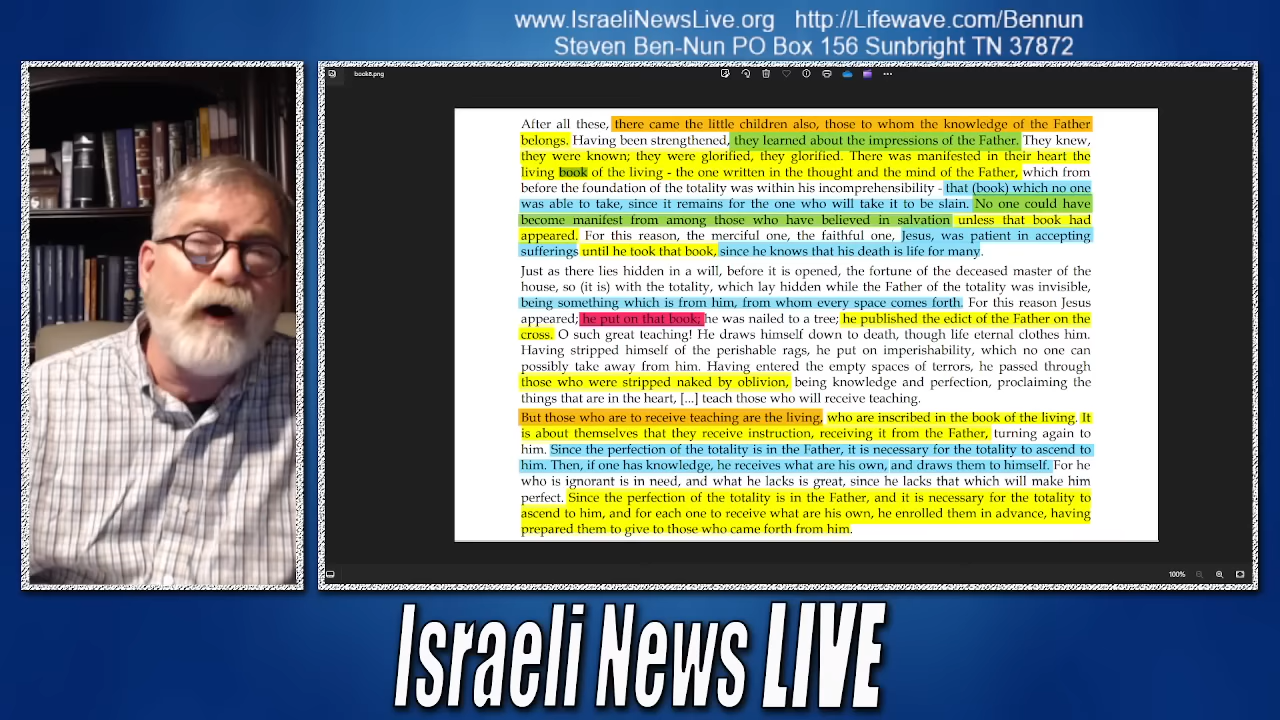 www.IsraeliNewsLive.org   http://Lifewave.com/Bennun
Steven Ben-Nun PO Box 156 Sunbright TN 37872
book8.png
After all these, there came the little children also, those to whom the knowledge of the Father
belongs. Having been strengthened, they learned about the impressions of the Father. They knew,
they were known; they were glorified, they glorified. There was manifested in their heart the
living book of the living - the one written in the thought and the mind of the Father, which from
before the foundation of the totality was within his incomprehensibility - that (book) which no one
was able to take, since it remains for the one who will take it to be slain. No one could have
become manifest from among those who have believed in salvation unless that book had
appeared. For this reason, the merciful one, the faithful one, Jesus, was patient in accepting
sufferings until he took that book, since he knows that his death is life for many.
Just as there lies hidden in a will, before it is opened, the fortune of the deceased master of the
house, so (it is) with the totality, which lay hidden while the Father of the totality was invisible,
being something which is from him, from whom every space comes forth. For this reason Jesus
appeared; he put on that book; he was nailed to a tree; he published the edict of the Father on the
cross. O such great teaching! He draws himself down to death, though life eternal clothes him.
Having stripped himself of the perishable rags, he put on imperishability, which no one can
possibly take away from him. Having entered the empty spaces of terrors, he passed through
those who were stripped naked by oblivion, being knowledge and perfection, proclaiming the
things that are in the heart, [...] teach those who will receive teaching.
But those who are to receive teaching are the living, who are inscribed in the book of the living. It
is about themselves that they receive instruction, receiving it from the Father, turning again to
him. Since the perfection of the totality is in the Father, it is necessary for the totality to ascend to
him. Then, if one has knowledge, he receives what are his own, and draws them to himself. For he
who is ignorant is in need, and what he lacks is great, since he lacks that which will make him
perfect. Since the perfection of the totality is in the Father, and it is necessary for the totality to
ascend to him, and for each one to receive what are his own, he enrolled them in advance, having
prepared them to give to those who came forth from him.
100%
Israeli News LIVE